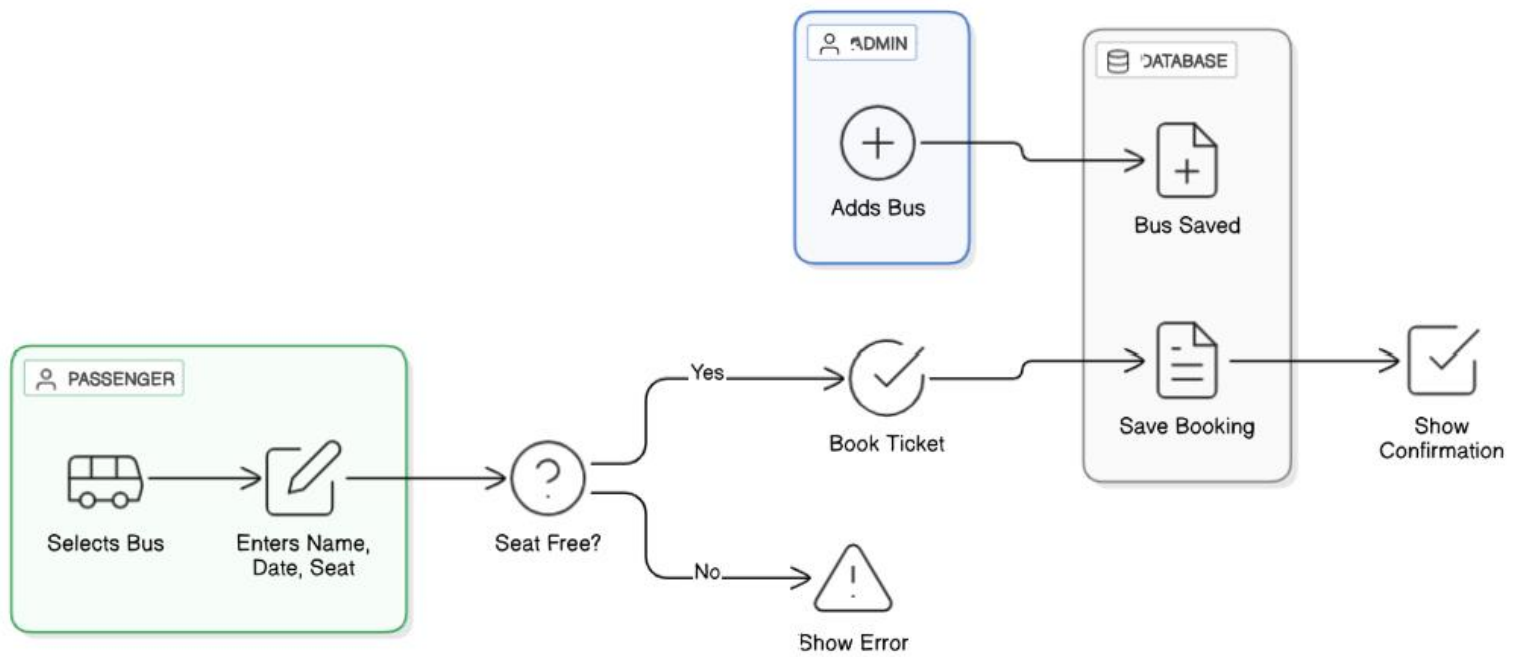 ADMIN
DATABASE
Adds Bus
Bus Saved
PASSENGER
Yes
Book Ticket
Save Booking
Show
Confirmation
Selects Bus
Enters Name,
Date, Seat
Seat Free?
No
Show Error